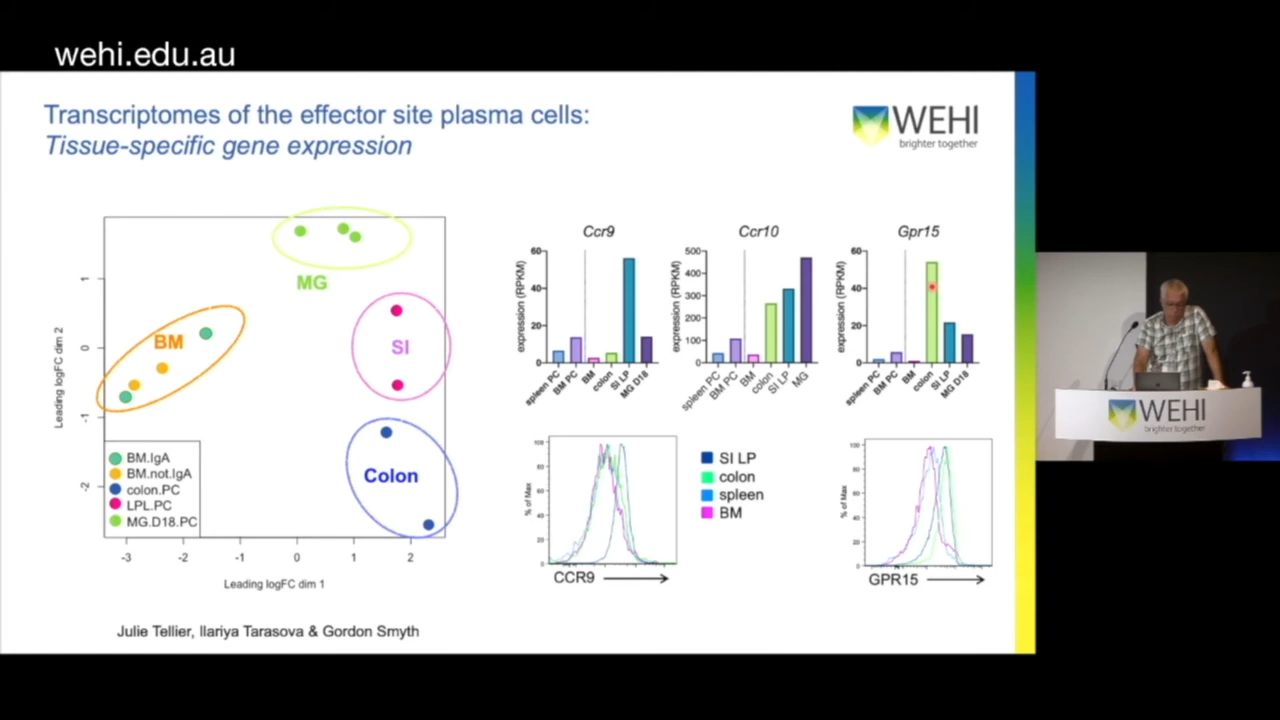 wehi.edu.au
Transcriptomes of the effector site plasma cells:
Tissue-specific gene expression
WEHI
brighter together
MG
BM
SI
Colon
1
0
-1
-2
Leading logFC dim 2
BM.IgA
BM.not.IgA
colon.PC
LPL.PC
MG.D18.PC
-3
-2
-1
0
1
2
Leading logFC dim 1
Julie Tellier, Ilariya Tarasova & Gordon Smyth
Ccr9
expression (RPKM)
60
40
20
0
spleen PC
BM PC
BM
colon
SI LP
MG D18
Ccr10
expression (RPKM)
500
400
300
200
100
0
spleen PC
BM PC
BM
colon
SI LP
MG
Gpr15
expression (RPKM)
60
40
20
0
spleen PC
BM PC
BM
colon
SI LP
MG D18
% of Max
100
80
60
40
20
0
CCR9
SI LP
colon
spleen
BM
% of Max
100
80
60
40
20
0
GPR15
WEHI
brighter together